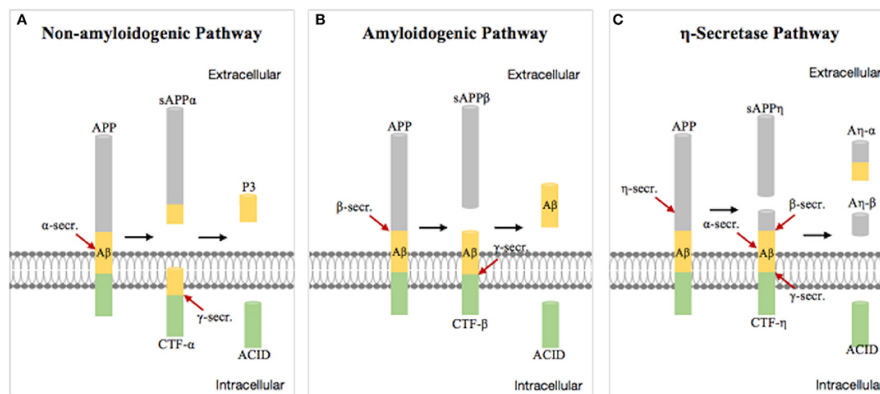 A
Non-amyloidogenic Pathway
Extracellular
sAPPα
APP
P3
α-secr.
Aβ
γ-secr.
CTF-α
ACID
Intracellular
B
Amyloidogenic Pathway
Extracellular
sAPPβ
APP
β-secr.
Aβ
Aβ
Aβ
γ-secr.
CTF-β
ACID
Intracellular
C
η-Secretase Pathway
Extracellular
sAPPη
APP
Aη-α
η-secr.
β-secr.
Aη-β
α-secr.
Aβ
Aβ
γ-secr.
CTF-η
ACID
Intracellular